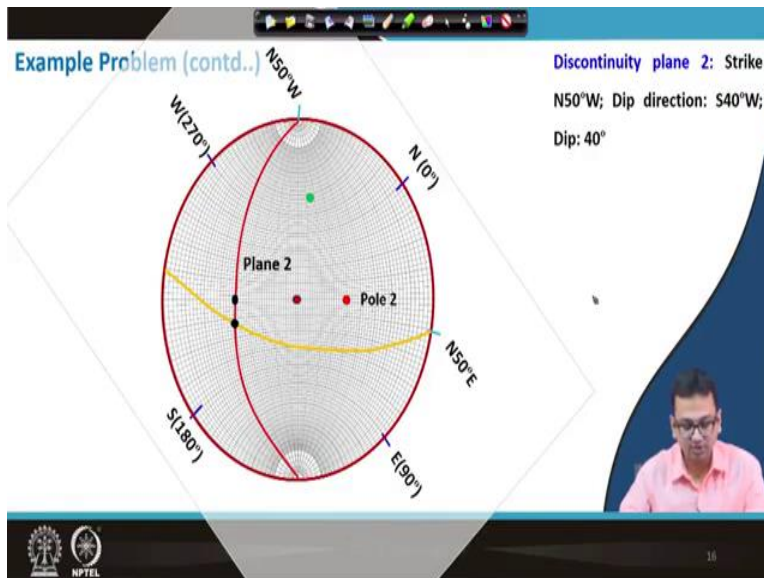 Example Problem (contd..)
Discontinuity plane 2: Strike
N50°W; Dip direction: S40°W;
Dip: 40°
N50°W
W(270°)
N (0°)
Plane 2
Pole 2
N50°E
S(180°)
E(90°)
NPTEL
16